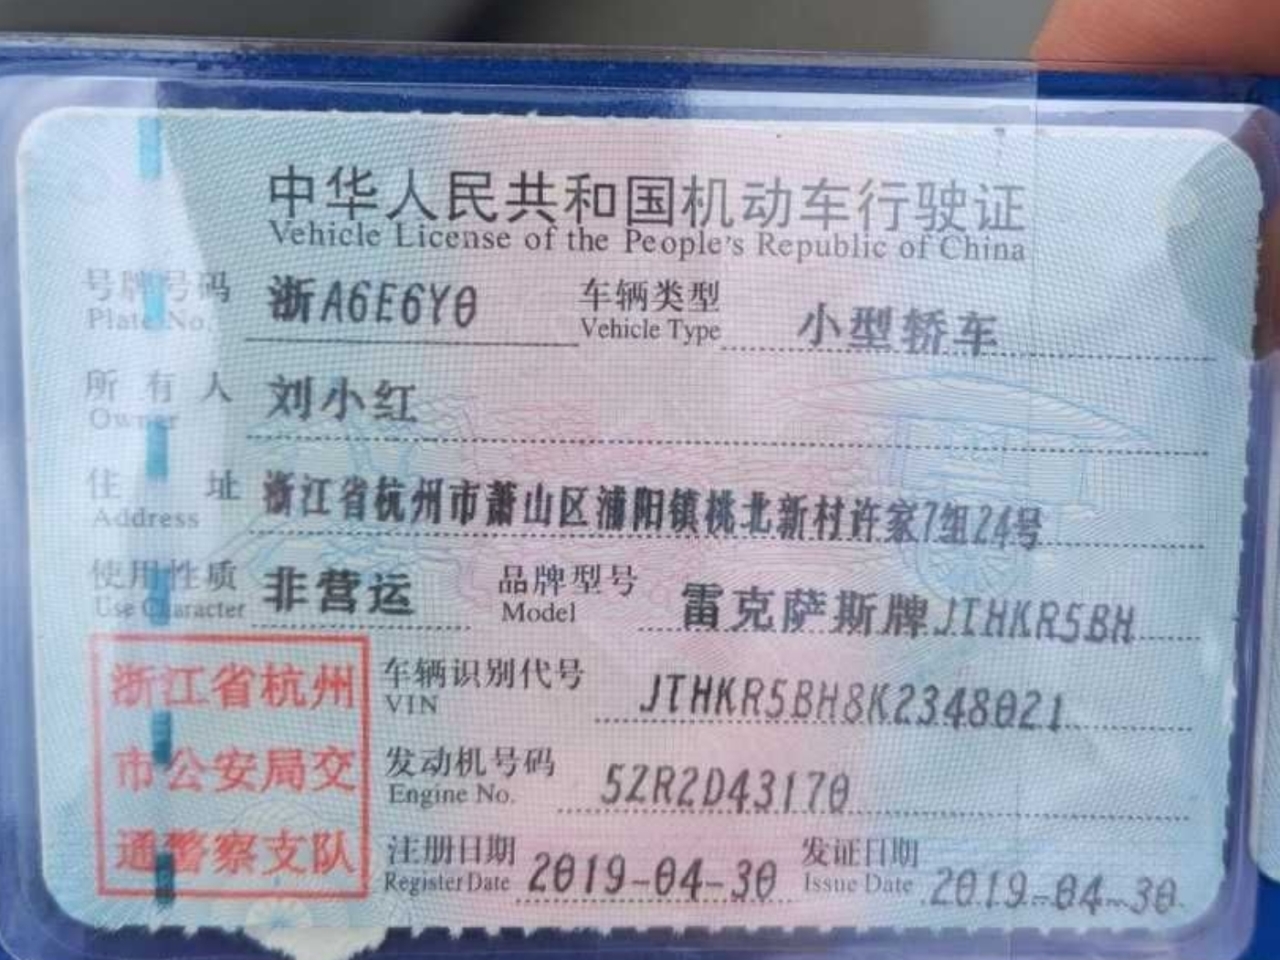 中华人民共和国机动车行驶证
Vehicle License of the People's Republic of China
号牌号码 浙A6E6Y0 车辆类型 小型轿车
Plate No. Vehicle Type
所有人 刘小红
Owner
住址 浙江省杭州市萧山区浦阳镇桃北新村许家7组24号
Address
使用性质 非营运 品牌型号 雷克萨斯牌JTHKR5BH
Use Character Model
浙江省杭州
市公安局交
通警察支队
车辆识别代号 JTHKR5BH8K2348021
VIN
发动机号码 5ZR2D43170
Engine No.
注册日期 2019-04-30 发证日期 2019-04-30
Register Date Issue Date